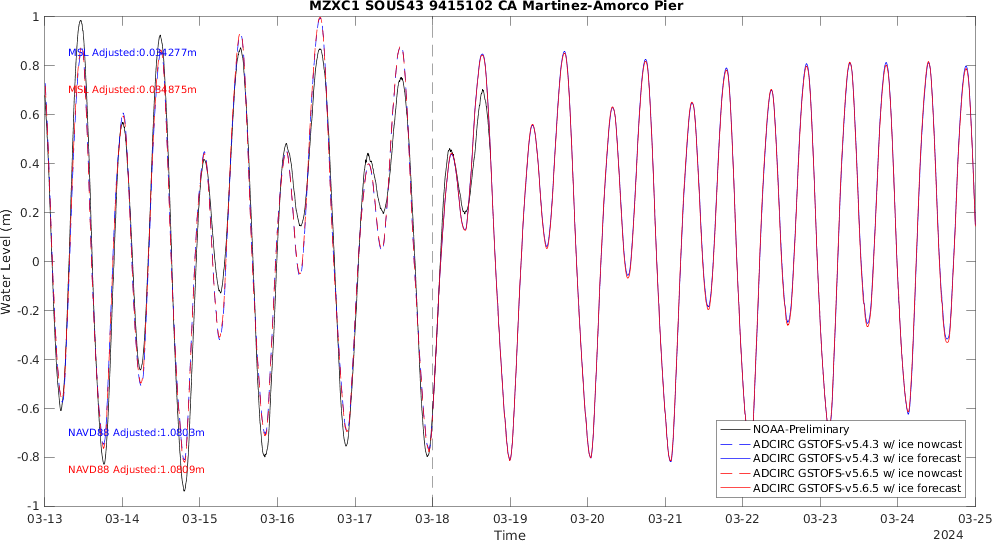 MZXC1 SOUS43 9415102 CA Martinez-Amorco Pier
1
0.8
0.6
0.4
0.2
0
-0.2
-0.4
-0.6
-0.8
-1
Water Level (m)
MSL Adjusted:0.034277m
MSL Adjusted:0.034875m
NAVD88 Adjusted:1.0803m
NAVD88 Adjusted:1.0809m
NOAA-Preliminary
ADCIRC GSTOFS-v5.4.3 w/ ice nowcast
ADCIRC GSTOFS-v5.4.3 w/ ice forecast
ADCIRC GSTOFS-v5.6.5 w/ ice nowcast
ADCIRC GSTOFS-v5.6.5 w/ ice forecast
03-13 03-14 03-15 03-16 03-17 03-18 03-19 03-20 03-21 03-22 03-23 03-24 03-25
Time
2024